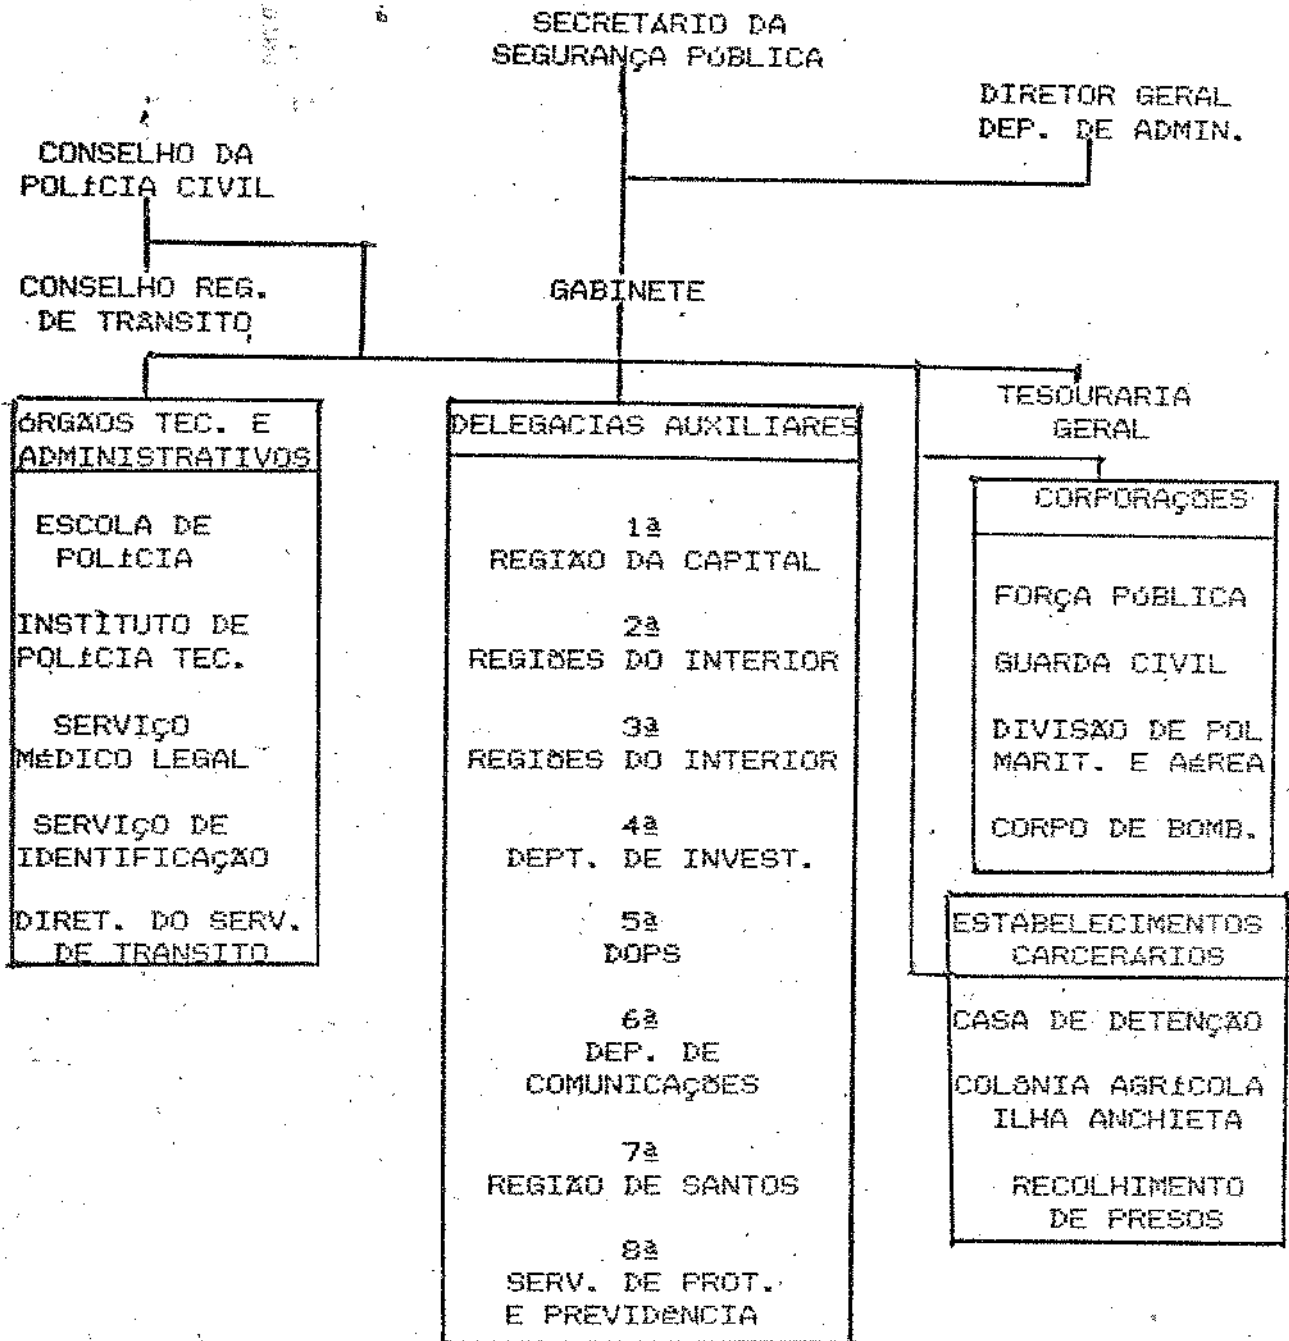 SECRETÁRIO DA
SEGURANÇA PÚBLICA
DIRETOR GERAL
DEP. DE ADMIN.
CONSELHO DA
POLÍCIA CIVIL
CONSELHO REG.
DE TRÂNSITO
GABINETE
TESOURARIA
GERAL
ÓRGÃOS TEC. E
ADMINISTRATIVOS
ESCOLA DE
POLÍCIA
INSTÌTUTO DE
POLÍCIA TEC.
SERVIÇO
MÉDICO LEGAL
SERVIÇO DE
IDENTIFICAÇÃO
DIRET. DO SERV.
DE TRANSITO
DELEGACIAS AUXILIARES
1ª
REGIÃO DA CAPITAL
2ª
REGIÕES DO INTERIOR
3ª
REGIÕES DO INTERIOR
4ª
DEPT. DE INVEST.
5ª
DOPS
6ª
DEP. DE
COMUNICAÇÕES
7ª
REGIÃO DE SANTOS
8ª
SERV. DE PROT.
E PREVIDÊNCIA
CORPORAÇÕES
FORÇA PÚBLICA
GUARDA CIVIL
DIVISÃO DE POL
MARIT. E AÉREA
CORPO DE BOMB.
ESTABELECIMENTOS
CARCERÁRIOS
CASA DE DETENÇÃO
COLÔNIA AGRÍCOLA
ILHA ANCHIETA
RECOLHIMENTO
DE PRESOS